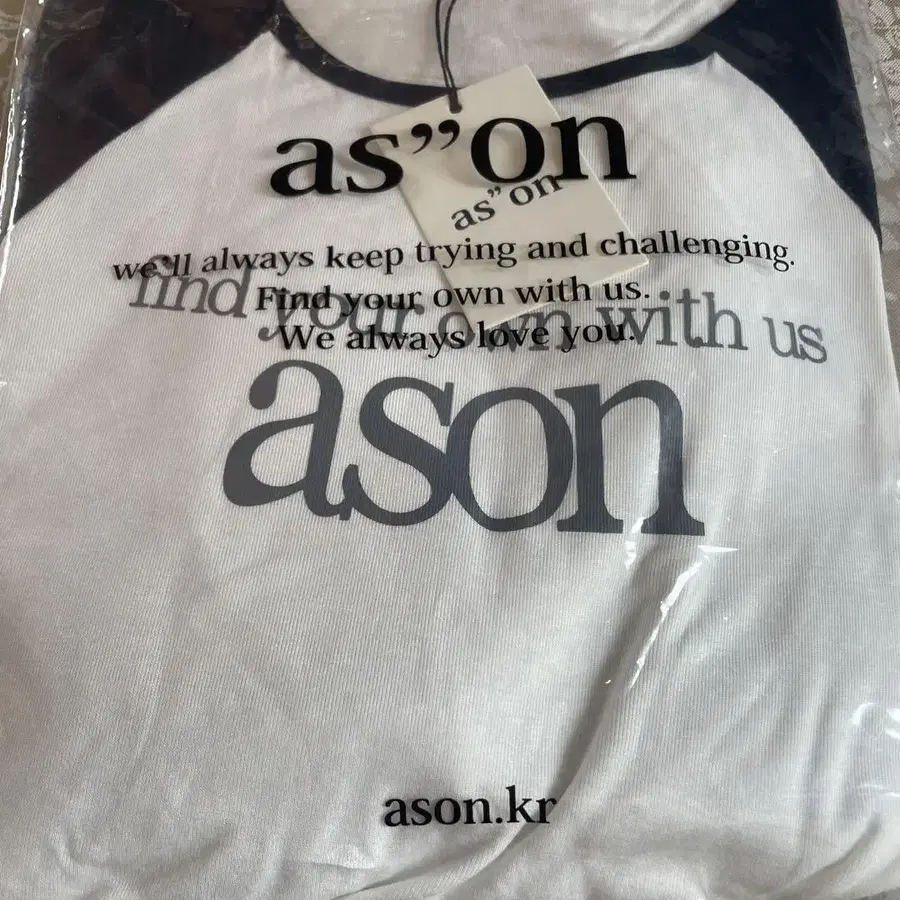 as”on
as”on
we'll always keep trying and challenging.
Find your own with us.
We always love you.
find your own with us
ason
ason.kr